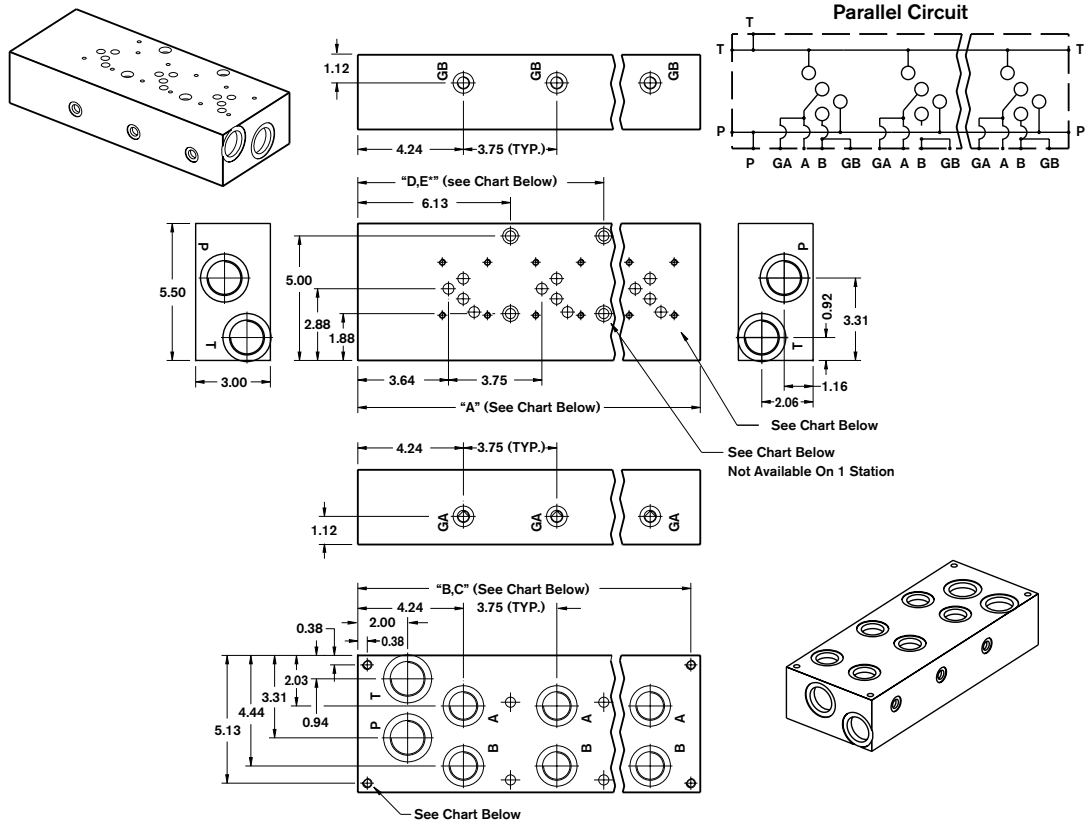 Parallel Circuit
T
T
T
P
P
P GA A B GB GA A B GB GA A B GB
1.12
GB
GB
GB
4.24
3.75 (TYP.)
“D,E*” (see Chart Below)
6.13
5.50
P
T
3.00
5.00
2.88
1.88
3.64
3.75
“A” (See Chart Below)
P
T
0.92
3.31
1.16
2.06
See Chart Below
See Chart Below
Not Available On 1 Station
4.24
3.75 (TYP.)
1.12
GA
GA
GA
“B,C” (See Chart Below)
4.24
3.75 (TYP.)
2.00
0.38
0.38
2.03
3.31
0.94
4.44
5.13
T
P
A
B
A
B
A
B
See Chart Below